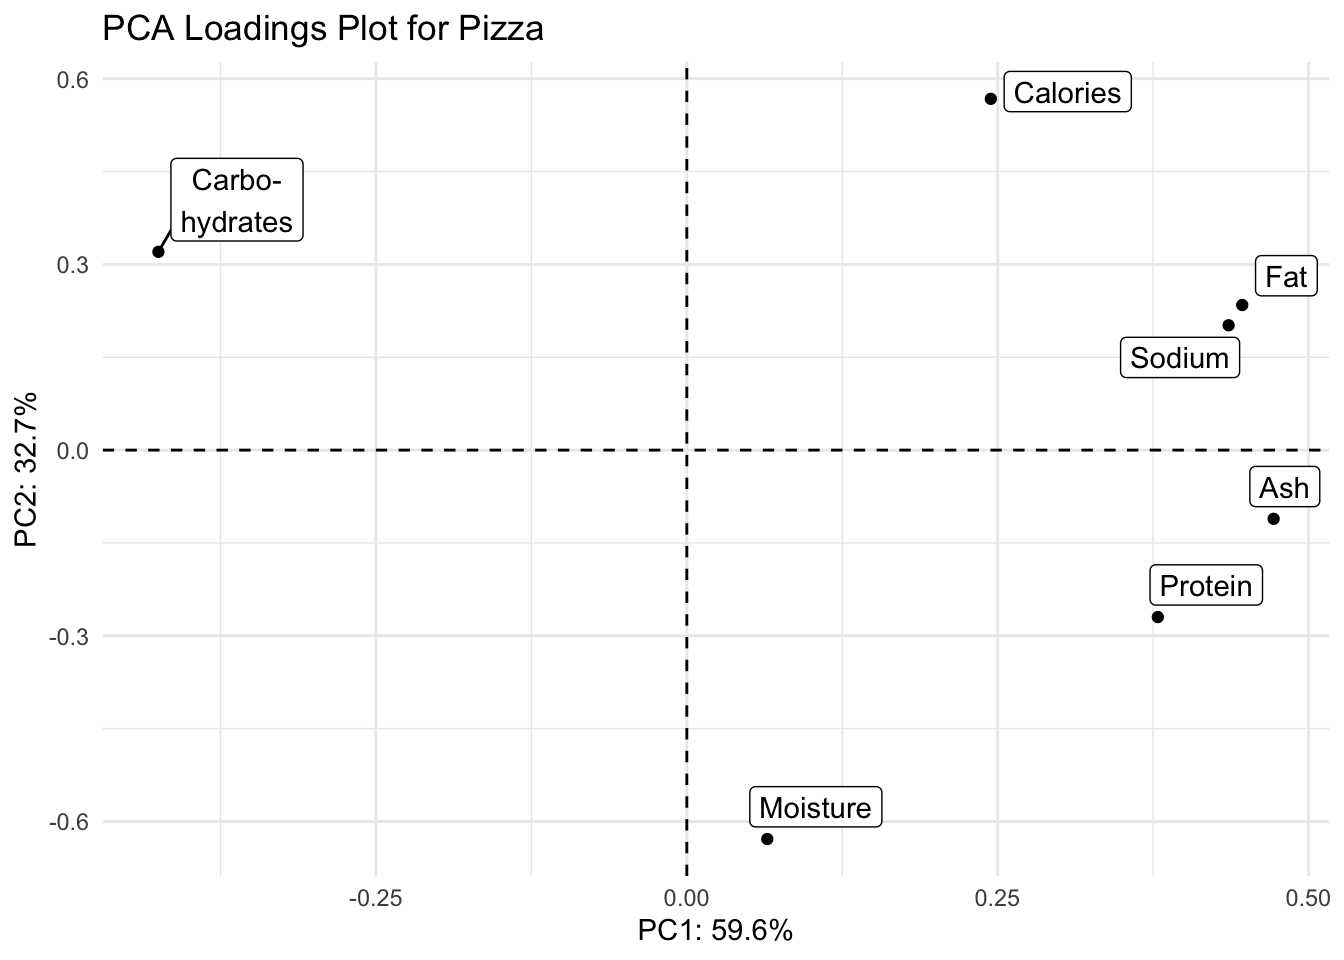 PCA Loadings Plot for Pizza
0.6
Calories
Carbo-
hydrates
0.3
Fat
Sodium
PC2: 32.7%
0.0
Ash
Protein
-0.3
Moisture
-0.6
-0.25
0.00
0.25
0.50
PC1: 59.6%